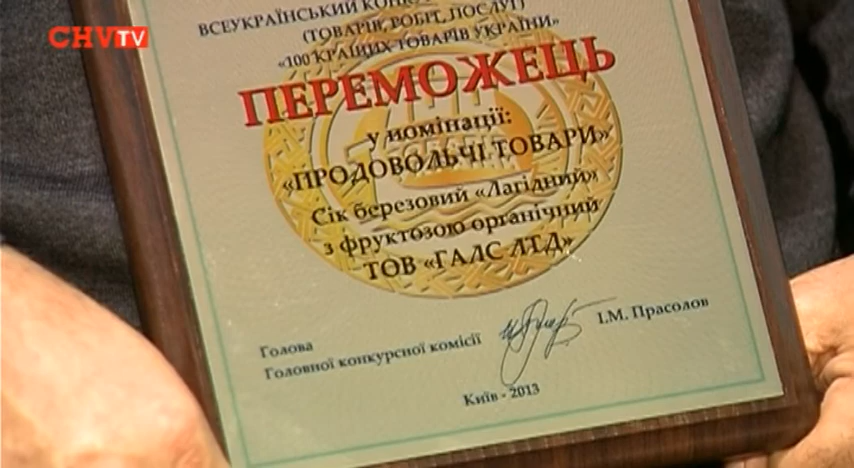 CHVTV
ВСЕУКРАЇНСЬКИЙ
(ТОВАРІВ, РОБІТ, ПОСЛУГ)
«100 КРАЩИХ ТОВАРІВ УКРАЇНИ»
ПЕРЕМОЖЕЦЬ
у номінації:
«ПРОДОВОЛЬЧІ ТОВАРИ»
Сік березовий «Лагідний»
з фруктозою органічний
ТОВ «ГАЛС ЛТД»
Голова
Головної конкурсної комісії
І.М. Прасолов
Київ - 2013